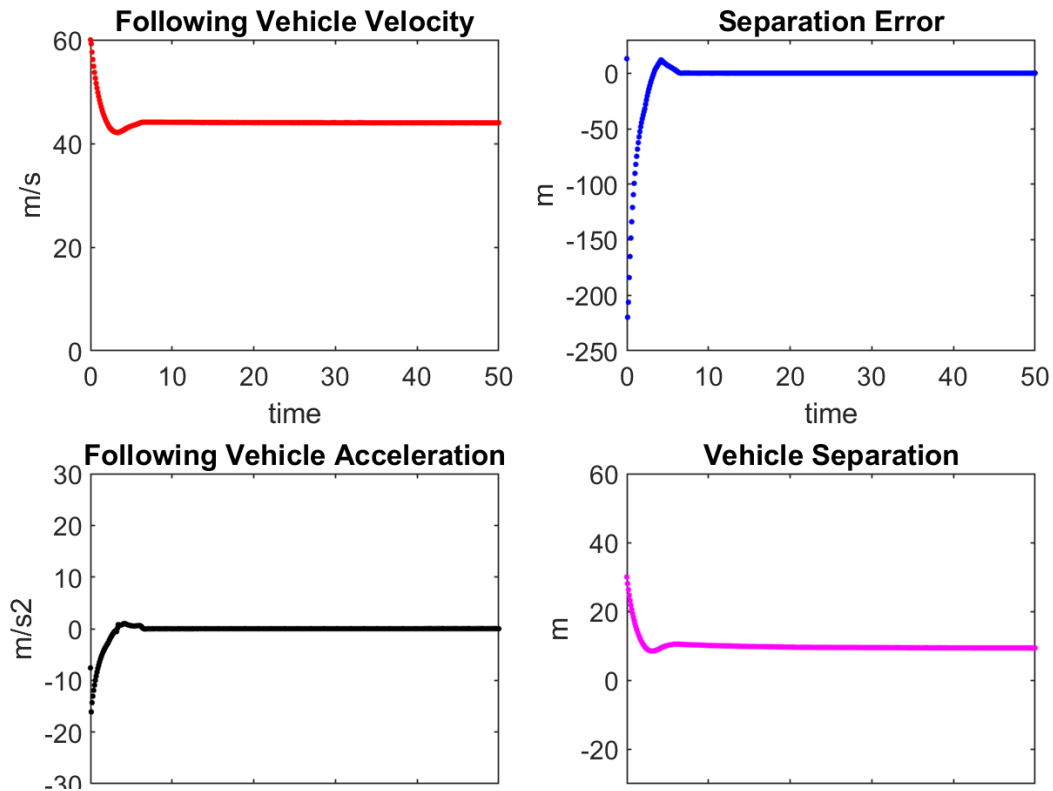 Following Vehicle Velocity
60
40
20
0
m/s
0 10 20 30 40 50
time
Separation Error
0
-50
-100
-150
-200
-250
m
0 10 20 30 40 50
time
Following Vehicle Acceleration
30
20
10
0
-10
-20
-30
m/s2
Vehicle Separation
60
40
20
0
-20
m